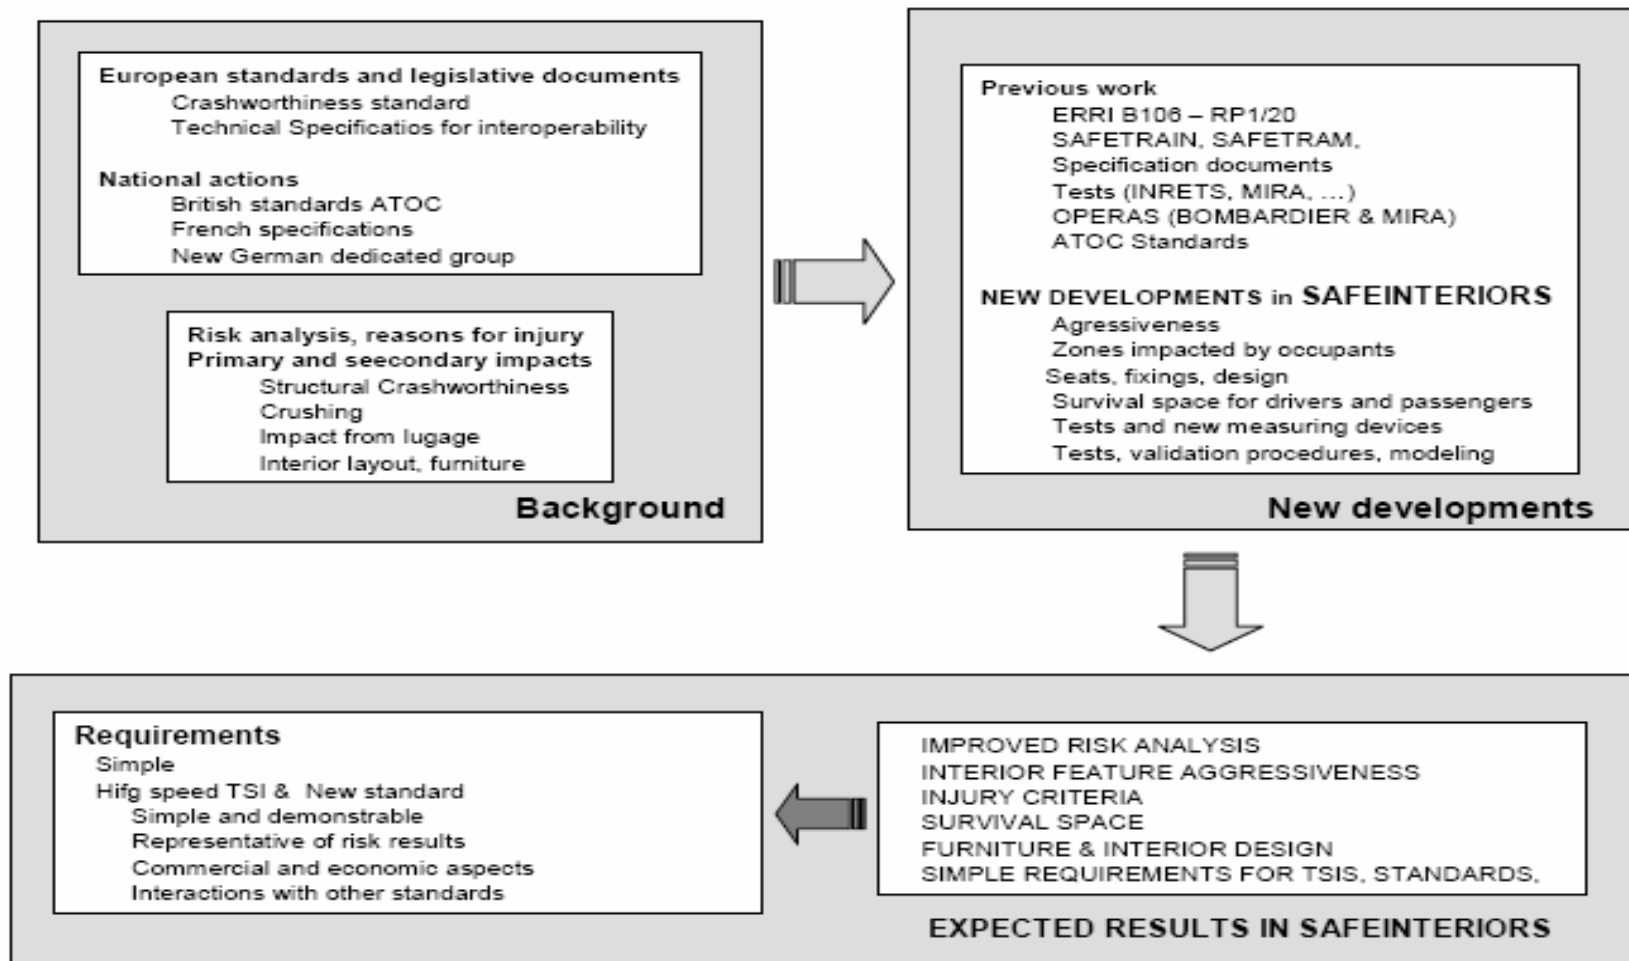 European standards and legislative documents
Crashworthiness standard
Technical Specificatios for interoperability
National actions
British standards ATOC
French specifications
New German dedicated group
Risk analysis, reasons for injury
Primary and seecondary impacts
Structural Crashworthiness
Crushing
Impact from lugage
Interior layout, furniture
Background
Previous work
ERRI B106 – RP1/20
SAFETRAIN, SAFETRAM,
Specification documents
Tests (INRETS, MIRA, ...)
OPERAS (BOMBARDIER & MIRA)
ATOC Standards
NEW DEVELOPMENTS in SAFEINTERIORS
Agressiveness
Zones impacted by occupants
Seats, fixings, design
Survival space for drivers and passengers
Tests and new measuring devices
Tests, validation procedures, modeling
New developments
Requirements
Simple
Hifg speed TSI & New standard
Simple and demonstrable
Representative of risk results
Commercial and economic aspects
Interactions with other standards
IMPROVED RISK ANALYSIS
INTERIOR FEATURE AGGRESSIVENESS
INJURY CRITERIA
SURVIVAL SPACE
FURNITURE & INTERIOR DESIGN
SIMPLE REQUIREMENTS FOR TSIS, STANDARDS,
EXPECTED RESULTS IN SAFEINTERIORS